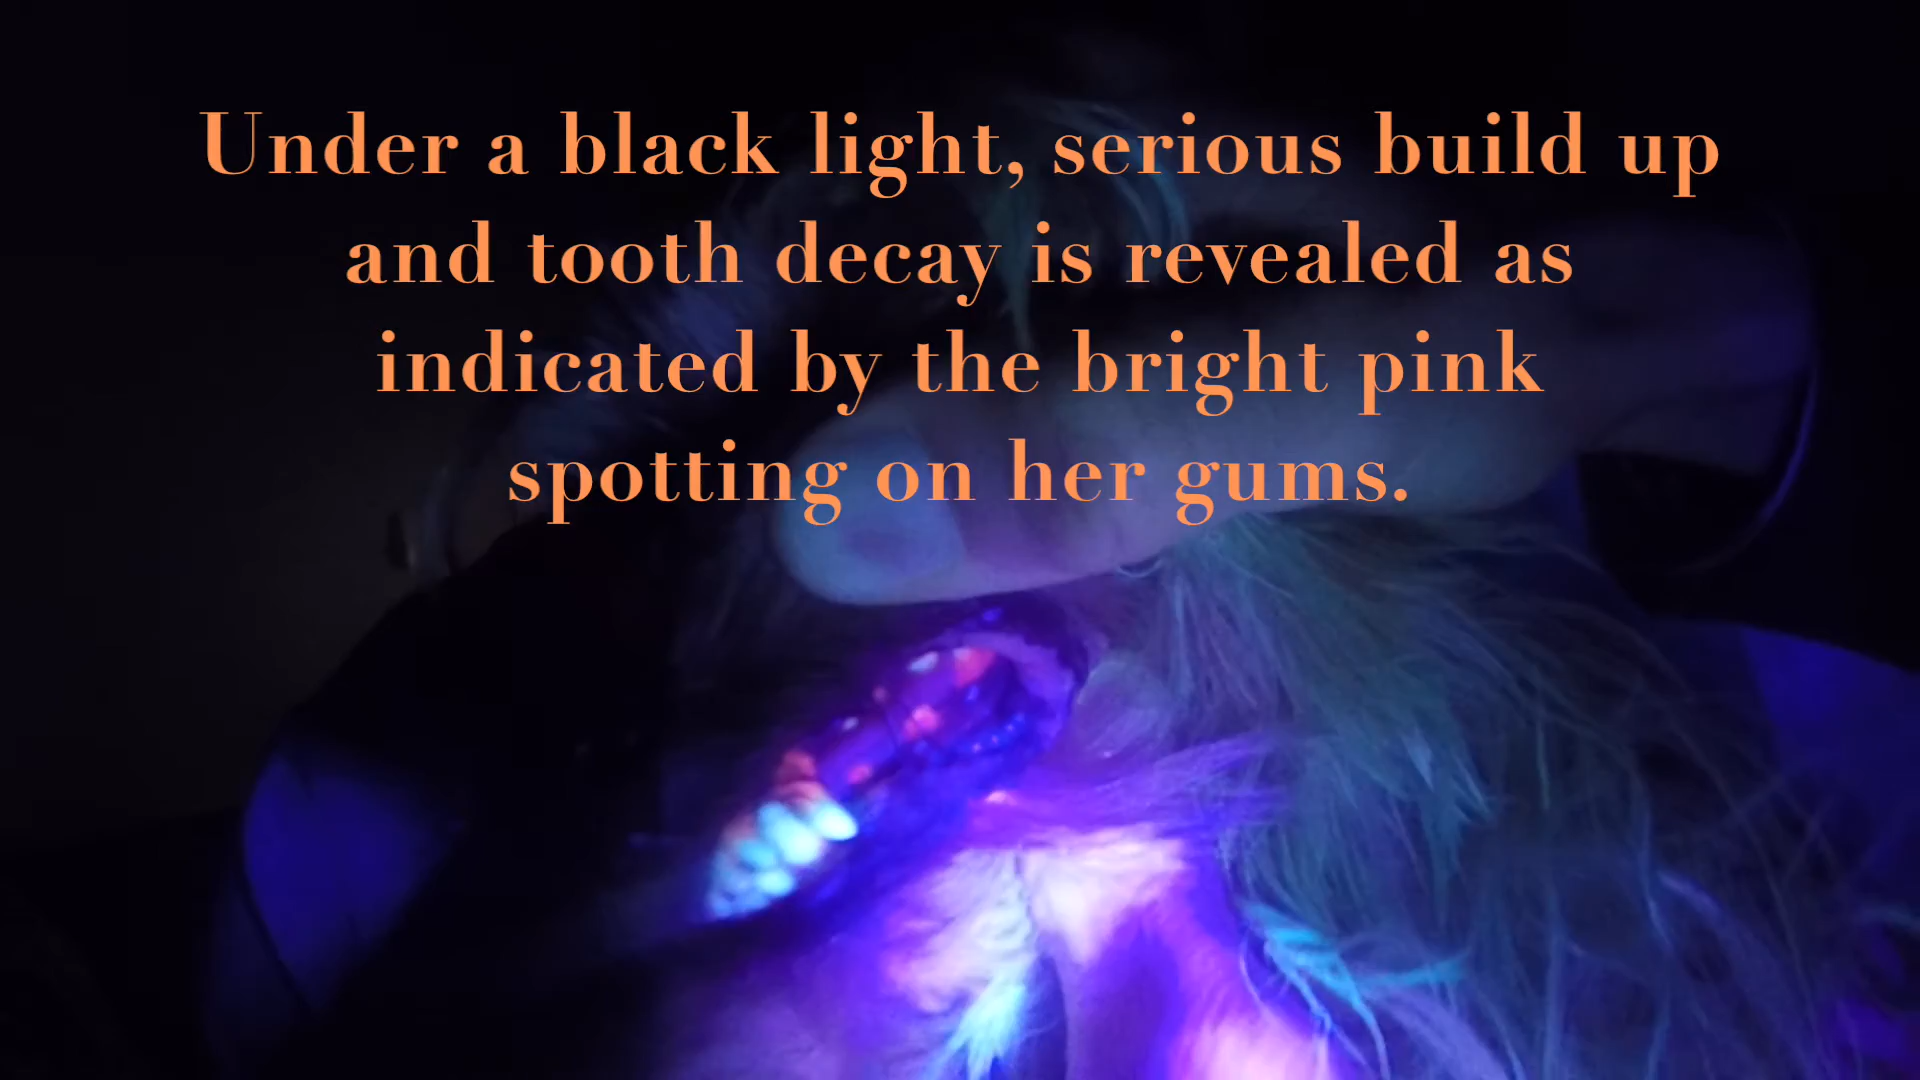 Under a black light, serious build up
and tooth decay is revealed as
indicated by the bright pink
spotting on her gums.